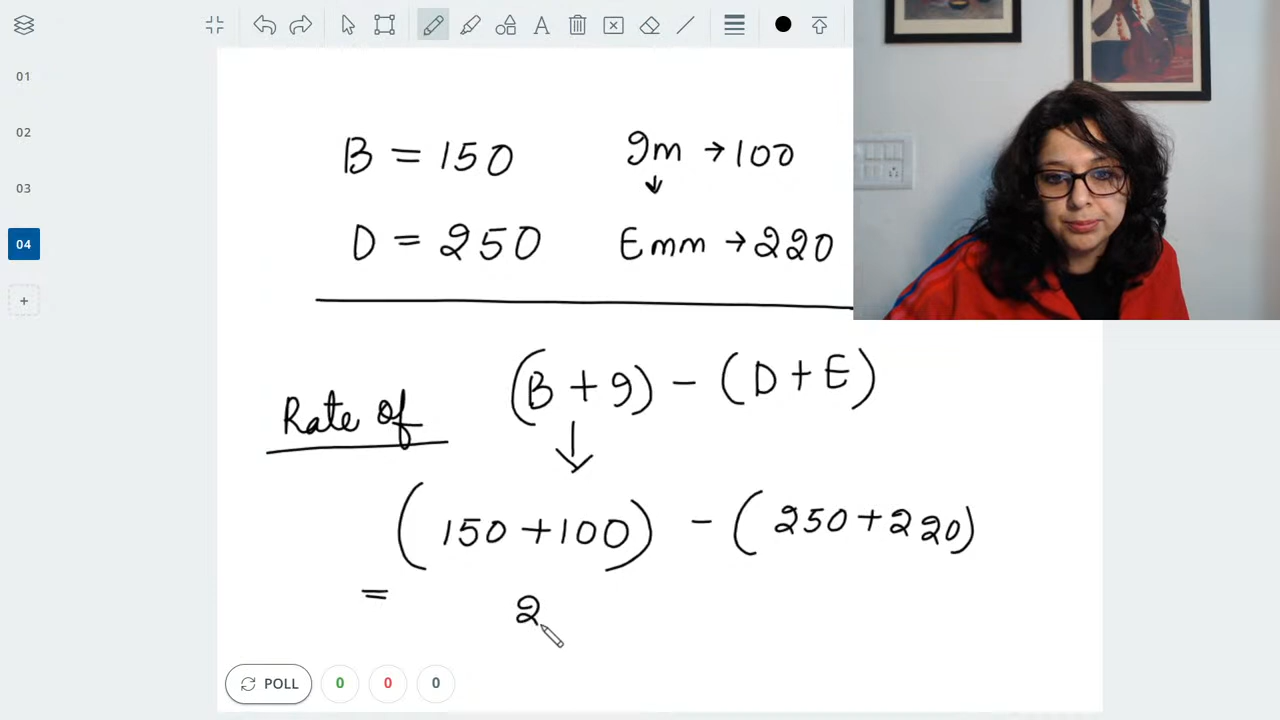 01
02
03
04
+
B = 150 Im → 100
↓
D = 250 Emm → 220
Rate of (B + I) - (D + E)
↓
(150 + 100) - (250 + 220)
= 2
POLL 0 0 0